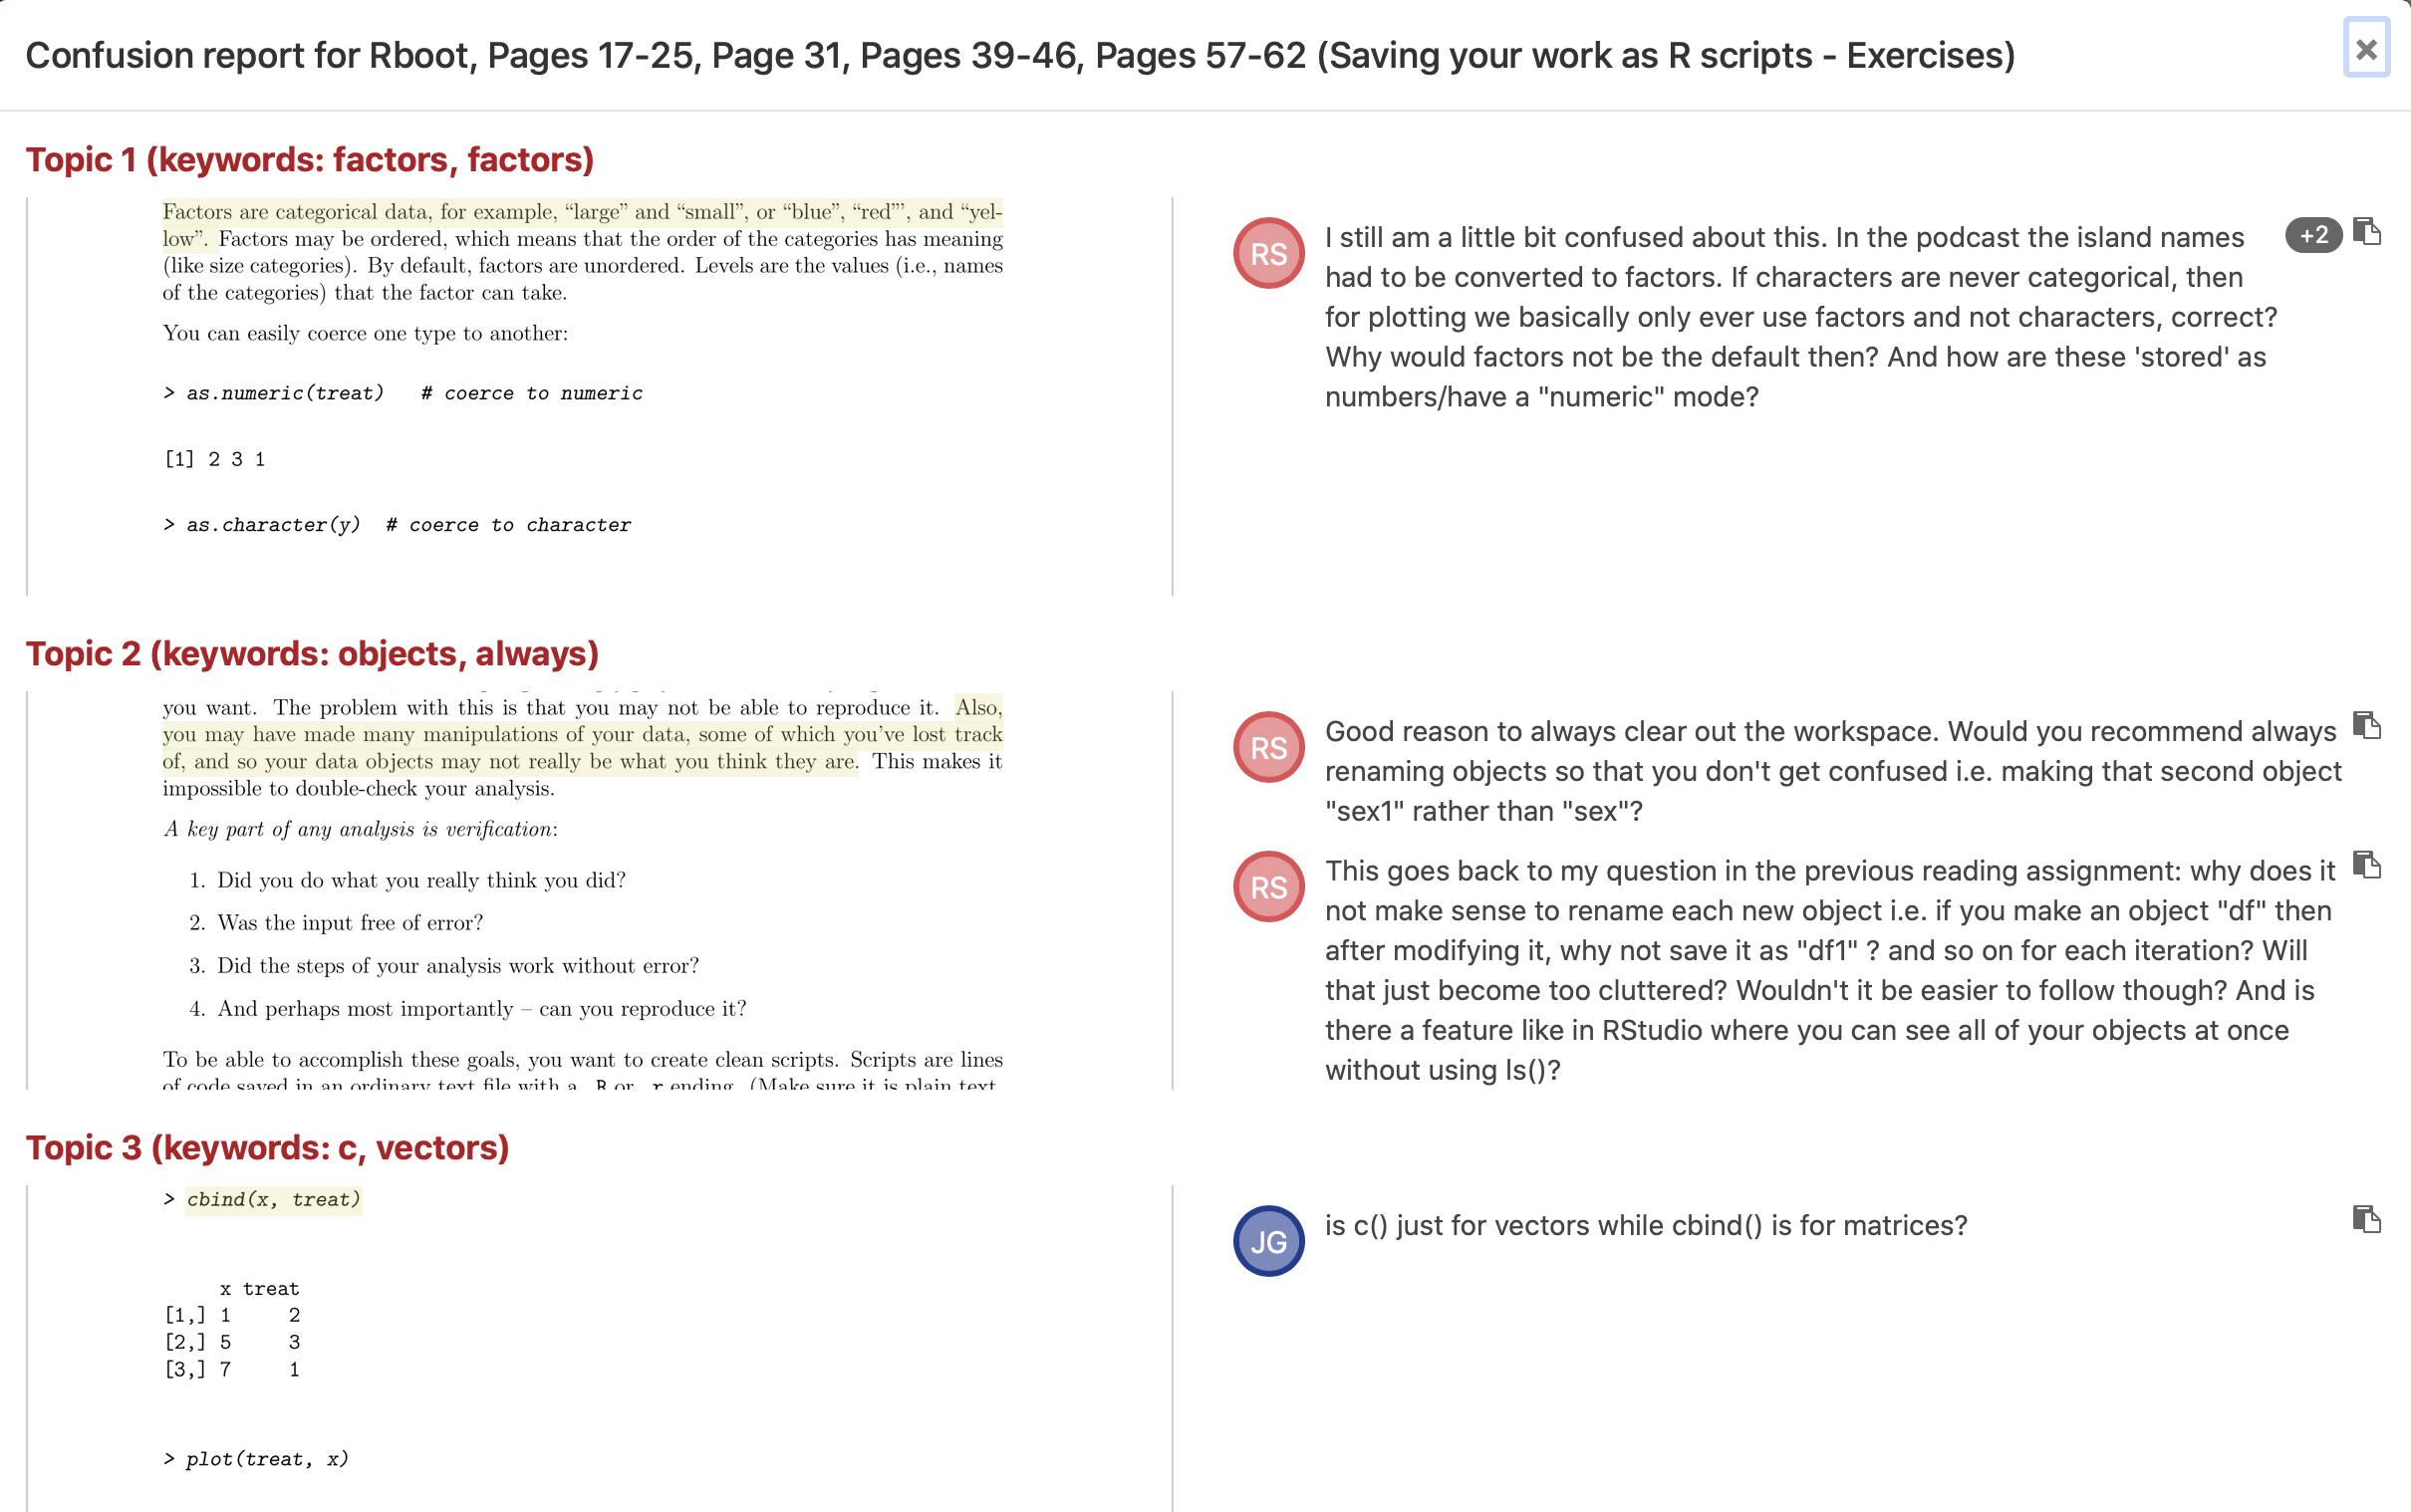 Confusion report for Rboot, Pages 17-25, Page 31, Pages 39-46, Pages 57-62 (Saving your work as R scripts - Exercises)
Topic 1 (keywords: factors, factors)
Factors are categorical data, for example, “large” and “small”, or “blue”, “red”’, and “yel-
low”. Factors may be ordered, which means that the order of the categories has meaning
(like size categories). By default, factors are unordered. Levels are the values (i.e., names
of the categories) that the factor can take.
You can easily coerce one type to another:
> as.numeric(treat)   # coerce to numeric
[1] 2 3 1
> as.character(y)  # coerce to character
RS
I still am a little bit confused about this. In the podcast the island names
had to be converted to factors. If characters are never categorical, then
for plotting we basically only ever use factors and not characters, correct?
Why would factors not be the default then? And how are these 'stored' as
numbers/have a "numeric" mode?
+2
Topic 2 (keywords: objects, always)
you want. The problem with this is that you may not be able to reproduce it. Also,
you may have made many manipulations of your data, some of which you’ve lost track
of, and so your data objects may not really be what you think they are. This makes it
impossible to double-check your analysis.
A key part of any analysis is verification:
1. Did you do what you really think you did?
2. Was the input free of error?
3. Did the steps of your analysis work without error?
4. And perhaps most importantly – can you reproduce it?
To be able to accomplish these goals, you want to create clean scripts. Scripts are lines
of code saved in an ordinary text file with a .R or .r ending. (Make sure it is plain text
RS
Good reason to always clear out the workspace. Would you recommend always
renaming objects so that you don't get confused i.e. making that second object
"sex1" rather than "sex"?
RS
This goes back to my question in the previous reading assignment: why does it
not make sense to rename each new object i.e. if you make an object "df" then
after modifying it, why not save it as "df1" ? and so on for each iteration? Will
that just become too cluttered? Wouldn't it be easier to follow though? And is
there a feature like in RStudio where you can see all of your objects at once
without using ls()?
Topic 3 (keywords: c, vectors)
> cbind(x, treat)
x treat
[1,] 1     2
[2,] 5     3
[3,] 7     1
> plot(treat, x)
JG
is c() just for vectors while cbind() is for matrices?